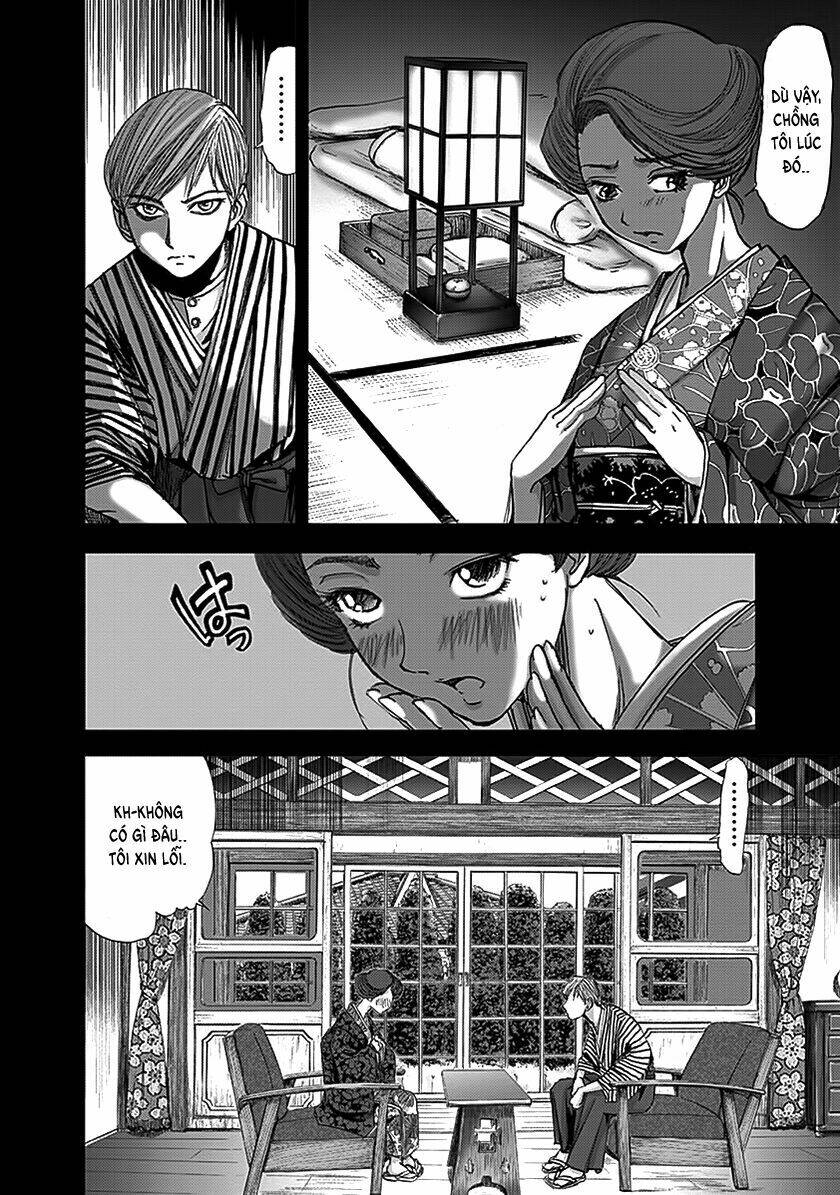 DÙ VẬY,
CHỒNG
TÔI LÚC
ĐÓ..
.........
はっ
.......
KH-KHÔNG
CÓ GÌ ĐÂU..
TÔI XIN LỖI.